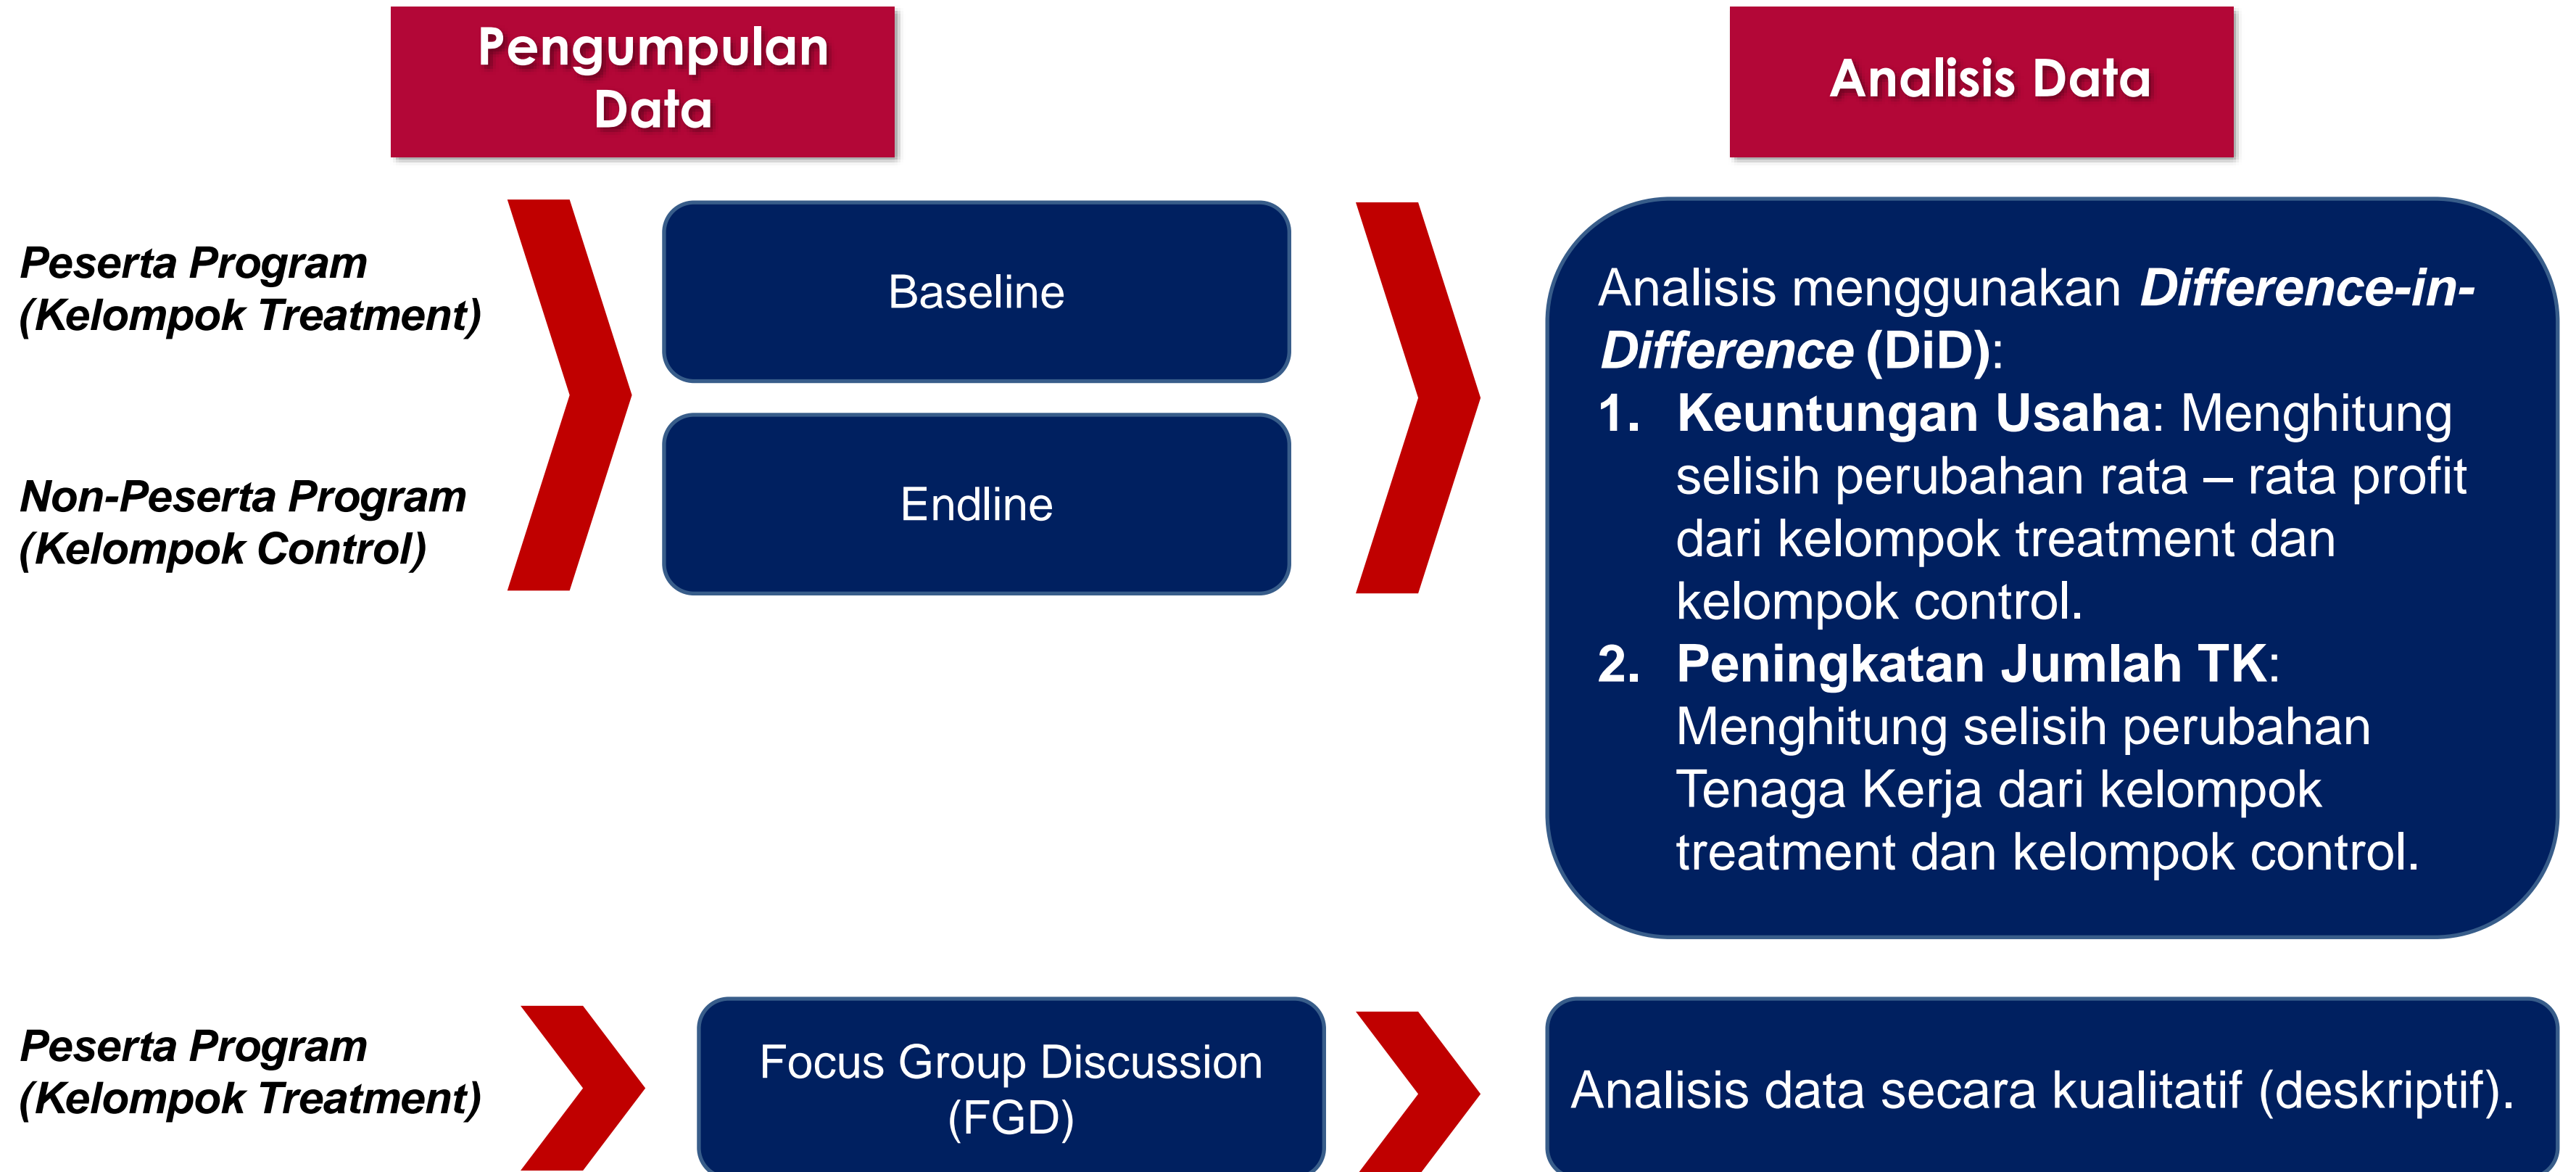 Pengumpulan
Data
Analisis Data
Peserta Program
(Kelompok Treatment)
Non-Peserta Program
(Kelompok Control)
Baseline
Endline
Analisis menggunakan Difference-in-
Difference (DiD):
1. Keuntungan Usaha: Menghitung
selisih perubahan rata – rata profit
dari kelompok treatment dan
kelompok control.
2. Peningkatan Jumlah TK:
Menghitung selisih perubahan
Tenaga Kerja dari kelompok
treatment dan kelompok control.
Peserta Program
(Kelompok Treatment)
Focus Group Discussion
(FGD)
Analisis data secara kualitatif (deskriptif).